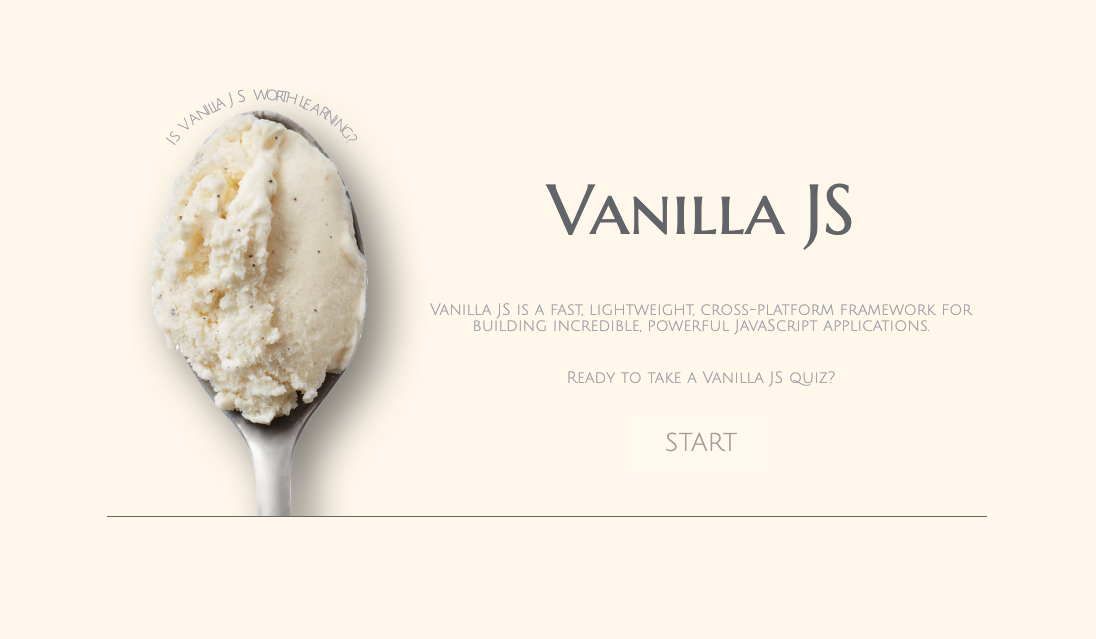 Is Vanilla JS worth learning?
Vanilla JS
Vanilla JS is a fast, lightweight, cross-platform framework for
building incredible, powerful JavaScript applications.
Ready to take a Vanilla JS quiz?
START